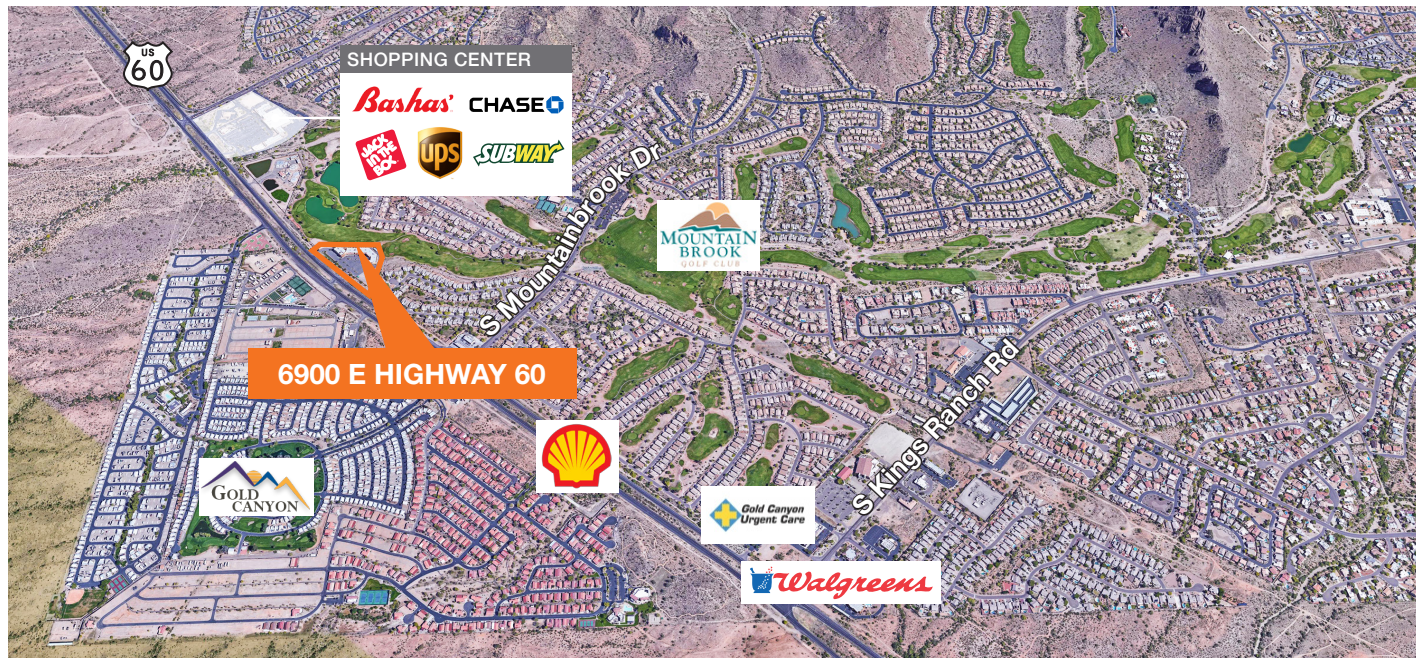 US
60
SHOPPING CENTER
Bashas'
CHASE
JACK
IN THE
BOX
ups
SUBWAY
S Mountainbrook Dr
MOUNTAIN
BROOK
GOLF CLUB
6900 E HIGHWAY 60
S Kings Ranch Rd
GOLD
CANYON
Gold Canyon
Urgent Care
Walgreens